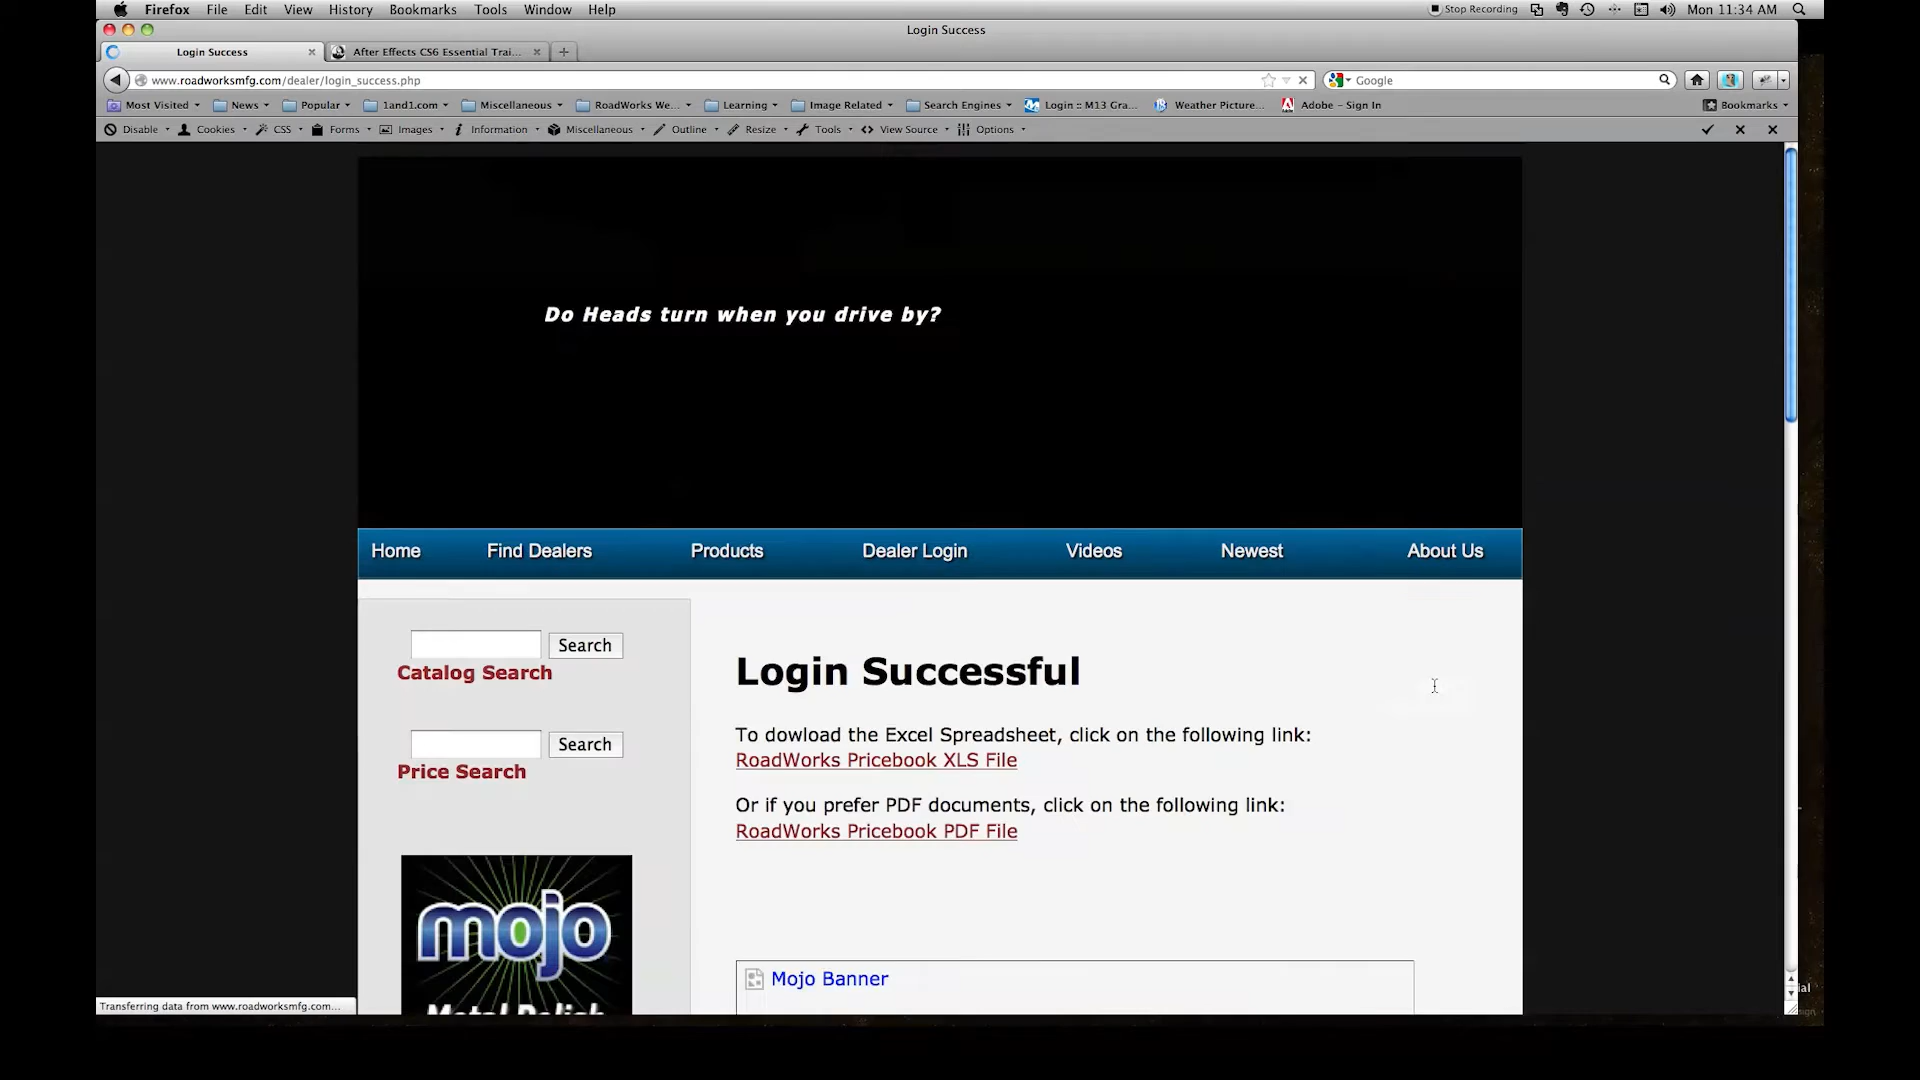 Firefox File Edit View History Bookmarks Tools Window Help Stop Recording Mon 11:34 AM
Login Success
Login Success After Effects CS6 Essential Trai...
www.roadworksmfg.com/dealer/login_success.php Google
Most Visited News Popular 1and1.com Miscellaneous RoadWorks We... Learning Image Related Search Engines Login :: M13 Gra... Weather Picture... Adobe - Sign In Bookmarks
Disable Cookies CSS Forms Images Information Miscellaneous Outline Resize Tools View Source Options
Do Heads turn when you drive by?
Home Find Dealers Products Dealer Login Videos Newest About Us
Search
Catalog Search
Search
Price Search
Login Successful
To dowload the Excel Spreadsheet, click on the following link:
RoadWorks Pricebook XLS File
Or if you prefer PDF documents, click on the following link:
RoadWorks Pricebook PDF File
mojo
Metal Polish
Mojo Banner
Transferring data from www.roadworksmfg.com...